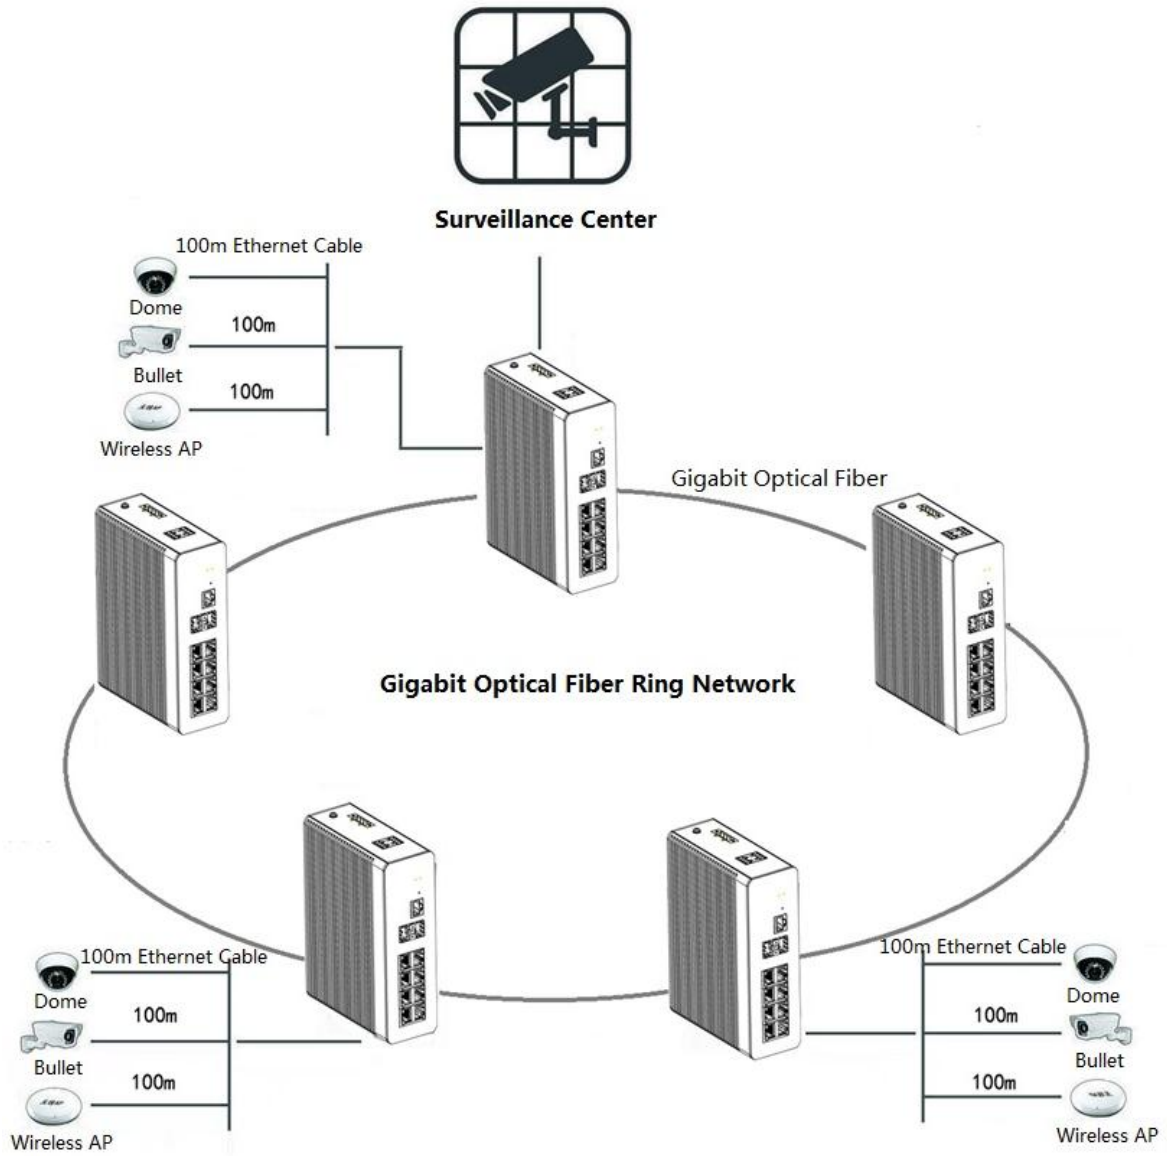 Surveillance Center
100m Ethernet Cable
Dome
100m
Bullet
100m
Wireless AP
Gigabit Optical Fiber
Gigabit Optical Fiber Ring Network
100m Ethernet Cable
Dome
100m
Bullet
100m
Wireless AP
100m Ethernet Cable
Dome
100m
Bullet
100m
Wireless AP